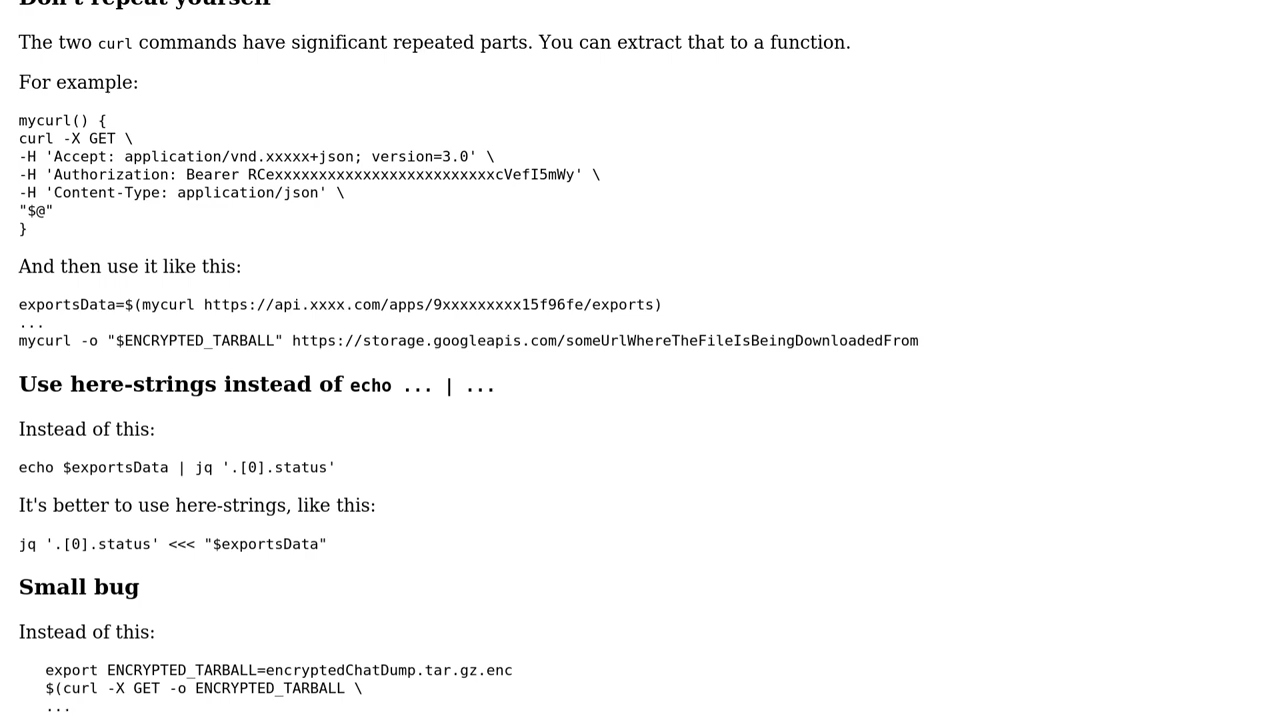 Don't repeat yourself
The two curl commands have significant repeated parts. You can extract that to a function.
For example:
mycurl() {
curl -X GET \
-H 'Accept: application/vnd.xxxxx+json; version=3.0' \
-H 'Authorization: Bearer RCexxxxxxxxxxxxxxxxxxxxxxxxxcVefI5mWy' \
-H 'Content-Type: application/json' \
"$@"
}
And then use it like this:
exportsData=$(mycurl https://api.xxxx.com/apps/9xxxxxxxxx15f96fe/exports)
...
mycurl -o "$ENCRYPTED_TARBALL" https://storage.googleapis.com/someUrlWhereTheFileIsBeingDownloadedFrom
Use here-strings instead of echo ... | ...
Instead of this:
echo $exportsData | jq '.[0].status'
It's better to use here-strings, like this:
jq '.[0].status' <<< "$exportsData"
Small bug
Instead of this:
export ENCRYPTED_TARBALL=encryptedChatDump.tar.gz.enc
$(curl -X GET -o ENCRYPTED_TARBALL \
...